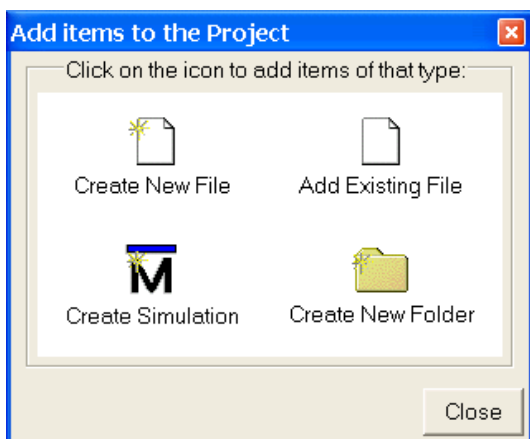 Add items to the Project
Click on the icon to add items of that type:
Create New File
Add Existing File
M
Create Simulation
Create New Folder
Close